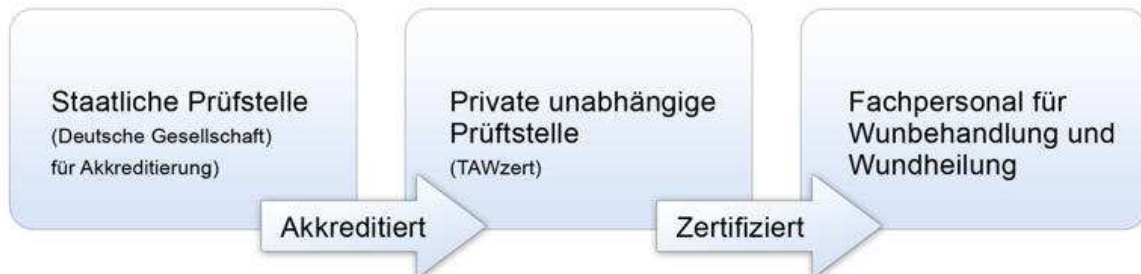 Staatliche Prüfstelle
(Deutsche Gesellschaft)
für Akkreditierung)
Akkreditiert
Private unabhängige
Prüftstelle
(TAWzert)
Zertifiziert
Fachpersonal für
Wunbehandlung und
Wundheilung